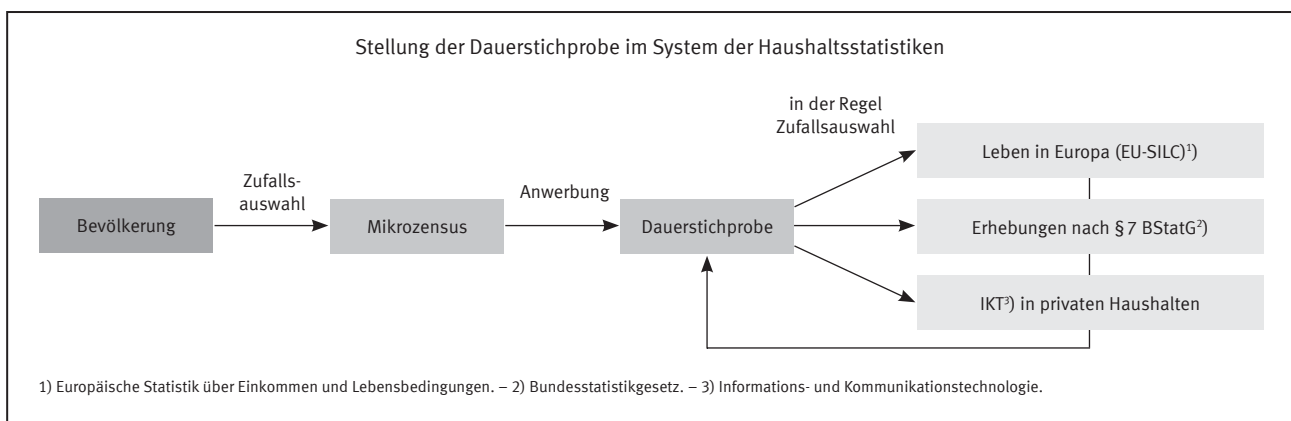 Stellung der Dauerstichprobe im System der Haushaltsstatistiken
in der Regel
Zufallsauswahl
Zufalls-
auswahl
Anwerbung
Bevölkerung
Mikrozensus
Dauerstichprobe
Leben in Europa (EU-SILC)¹)
Erhebungen nach § 7 BStatG²)
IKT³) in privaten Haushalten
1) Europäische Statistik über Einkommen und Lebensbedingungen. – 2) Bundesstatistikgesetz. – 3) Informations- und Kommunikationstechnologie.